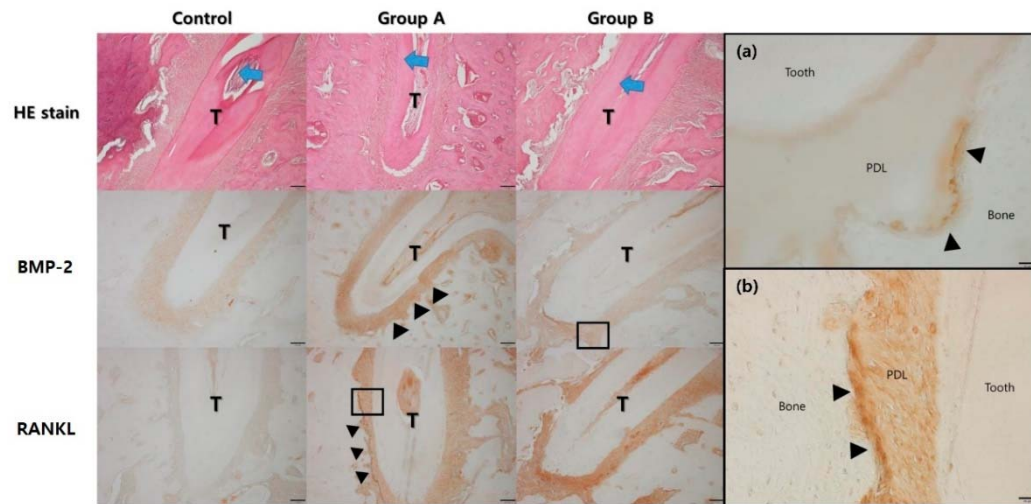 Control Group A Group B
HE stain
T T T
BMP-2
T T T
RANKL
T T T
(a)
Tooth
PDL
Bone
(b)
PDL
Bone
Tooth